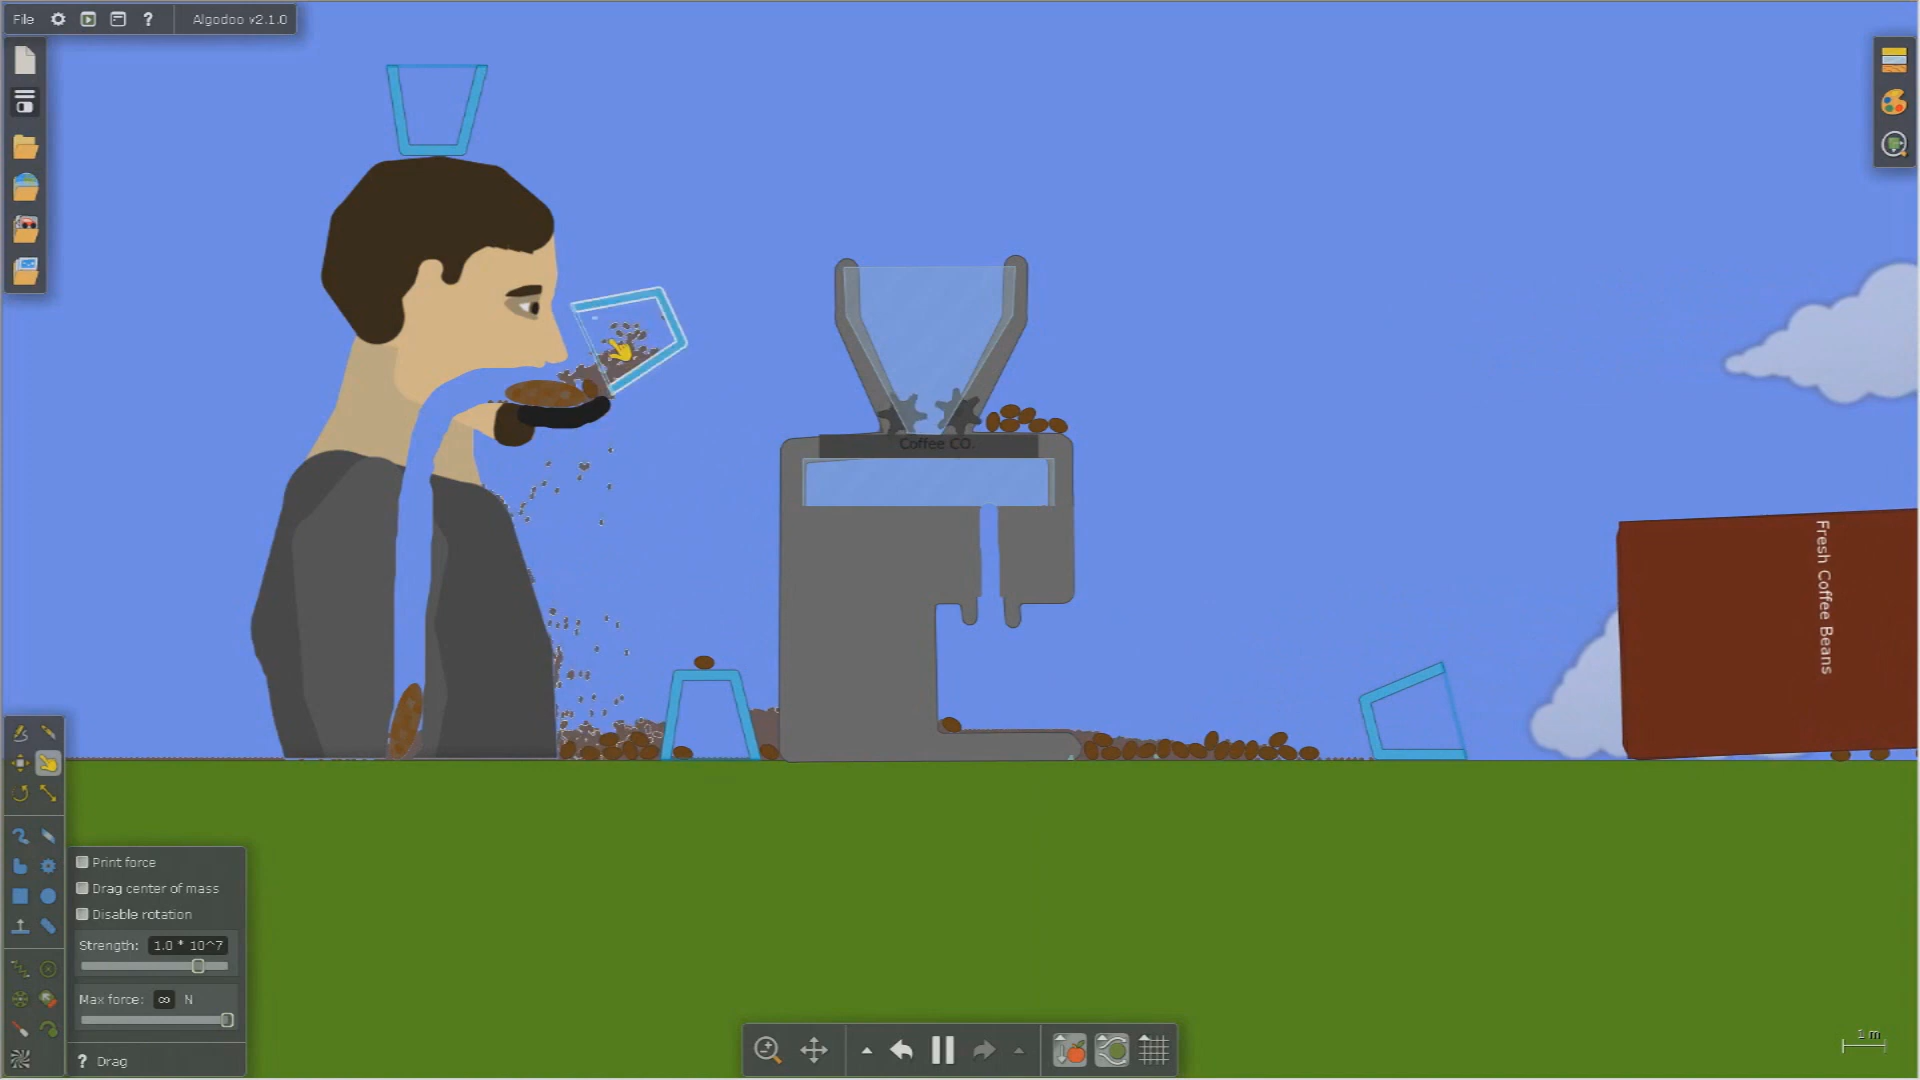 File
?
Algodoo v2.1.0
Coffee CO.
Fresh Coffee Beans
Print force
Drag center of mass
Disable rotation
Strength: 1.0 * 10^7
Max force: ∞ N
? Drag
1 m